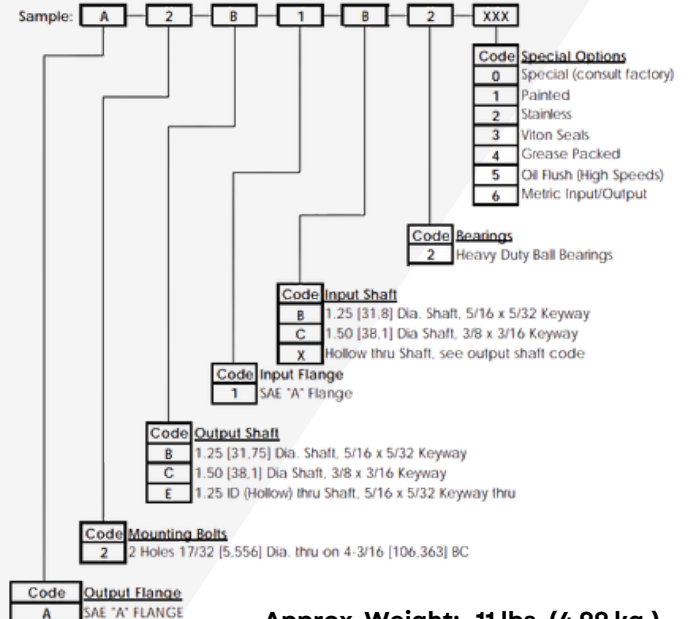 Sample: A 2 B 1 B 2 XXX
Code Special Options
0 Special (consult factory)
1 Painted
2 Stainless
3 Viton Seals
4 Grease Packed
5 Oil Flush (High Speeds)
6 Metric Input/Output
Code Bearings
2 Heavy Duty Ball Bearings
Code Input Shaft
B 1.25 [31,8] Dia. Shaft, 5/16 x 5/32 Keyway
C 1.50 [38,1] Dia Shaft, 3/8 x 3/16 Keyway
X Hollow thru Shaft, see output shaft code
Code Input Flange
1 SAE "A" Flange
Code Output Shaft
B 1.25 [31,75] Dia. Shaft, 5/16 x 5/32 Keyway
C 1.50 [38,1] Dia Shaft, 3/8 x 3/16 Keyway
E 1.25 ID (Hollow) thru Shaft, 5/16 x 5/32 Keyway thru
Code Mounting Bolts
2 2 Holes 17/32 [5,556] Dia. thru on 4-3/16 [106,363] BC
Code Output Flange
A SAE "A" FLANGE
Approx. Weight: 11 lbs. (4.98 kg.)